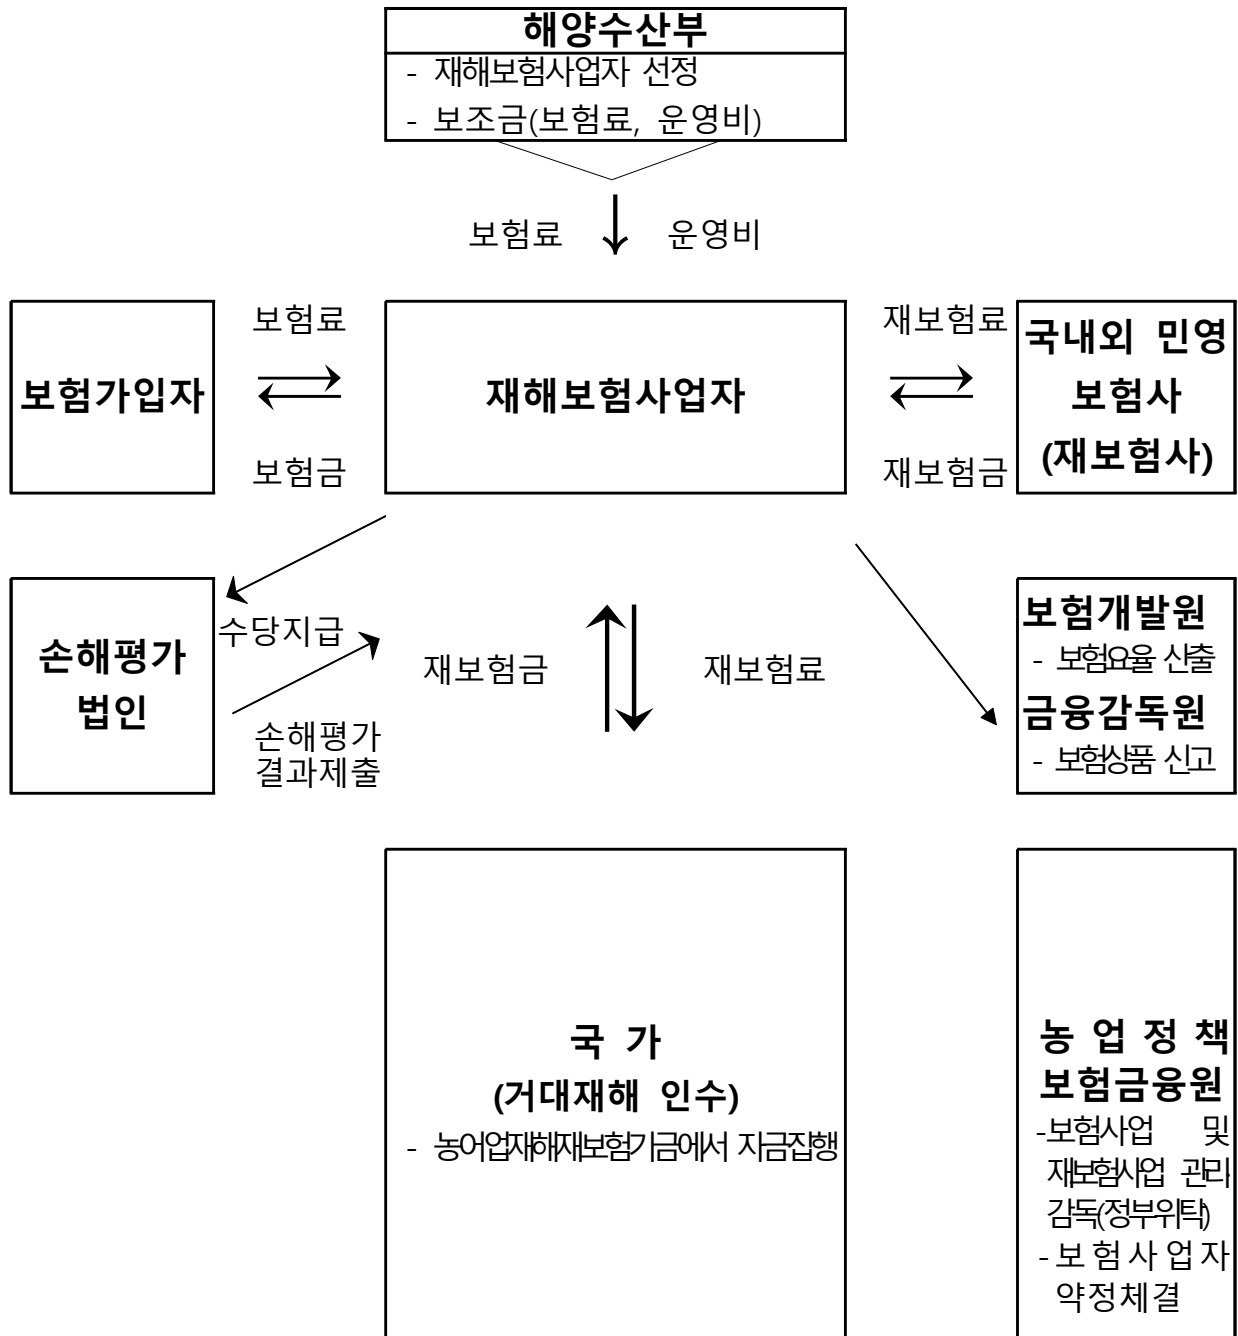 해양수산부
- 재해보험사업자 선정
- 보조금(보험료, 운영비)
보험료
운영비
보험가입자
보험료
보험금
재해보험사업자
재보험료
재보험금
국내외 민영
보험사
(재보험사)
손해평가
법인
수당지급
손해평가
결과제출
재보험금
재보험료
보험개발원
- 보험요율 산출
금융감독원
- 보험상품 신고
국 가
(거대재해 인수)
- 농어업재해재보험기금에서 자금집행
농 업 정 책
보험금융원
-보험사업 및
재보험사업 관리
감독(정부위탁)
- 보 험 사 업 자
약정체결